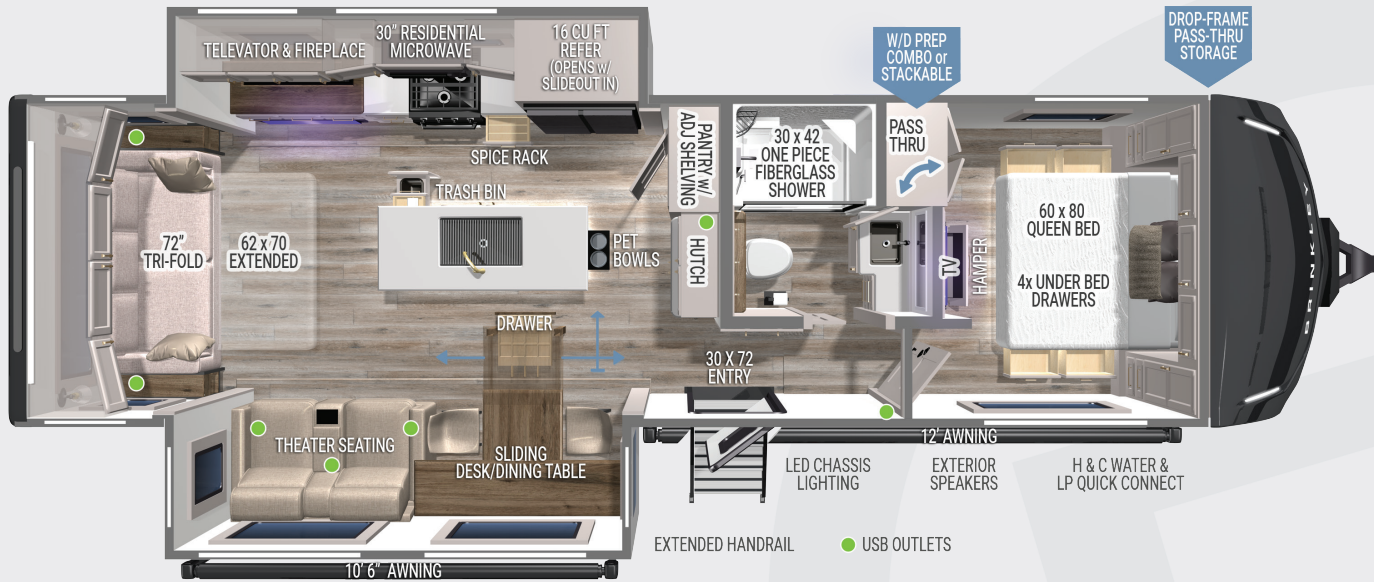 DROP-FRAME
PASS-THRU
STORAGE
TELEVATOR & FIREPLACE
30” RESIDENTIAL
MICROWAVE
16 CU FT
REFER
(OPENS w/
SLIDEOUT IN)
W/D PREP
COMBO or
STACKABLE
SPICE RACK
PANTRY w/
ADJ SHELVING
30 x 42
ONE PIECE
FIBERGLASS
SHOWER
PASS
THRU
TRASH BIN
72”
TRI-FOLD
62 x 70
EXTENDED
PET
BOWLS
HUTCH
TV
HAMPER
60 x 80
QUEEN BED
4x UNDER BED
DRAWERS
BRINKLEY
DRAWER
30 X 72
ENTRY
THEATER SEATING
SLIDING
DESK/DINING TABLE
12’ AWNING
LED CHASSIS
LIGHTING
EXTERIOR
SPEAKERS
H & C WATER &
LP QUICK CONNECT
EXTENDED HANDRAIL
USB OUTLETS
10’ 6” AWNING